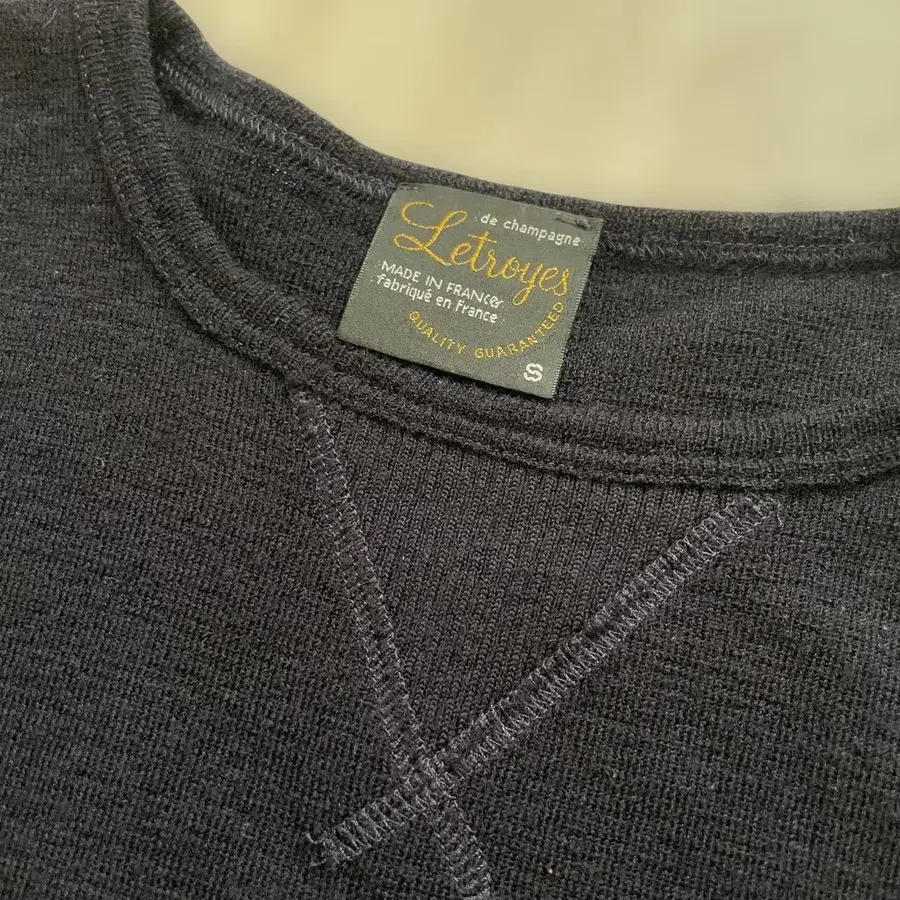 de champagne
Letroyes
MADE IN FRANCE
fabriqué en france
QUALITY GUARANTEED
S